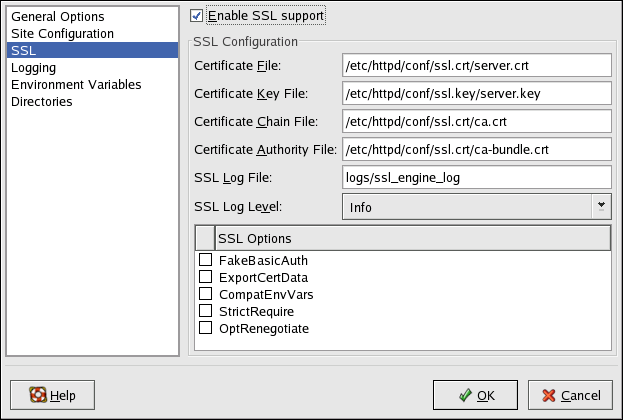 General Options
Site Configuration
SSL
Logging
Environment Variables
Directories
Enable SSL support
SSL Configuration
Certificate File: /etc/httpd/conf/ssl.crt/server.crt
Certificate Key File: /etc/httpd/conf/ssl.key/server.key
Certificate Chain File: /etc/httpd/conf/ssl.crt/ca.crt
Certificate Authority File: /etc/httpd/conf/ssl.crt/ca-bundle.crt
SSL Log File: logs/ssl_engine_log
SSL Log Level: Info
SSL Options
FakeBasicAuth
ExportCertData
CompatEnvVars
StrictRequire
OptRenegotiate
Help
OK
Cancel